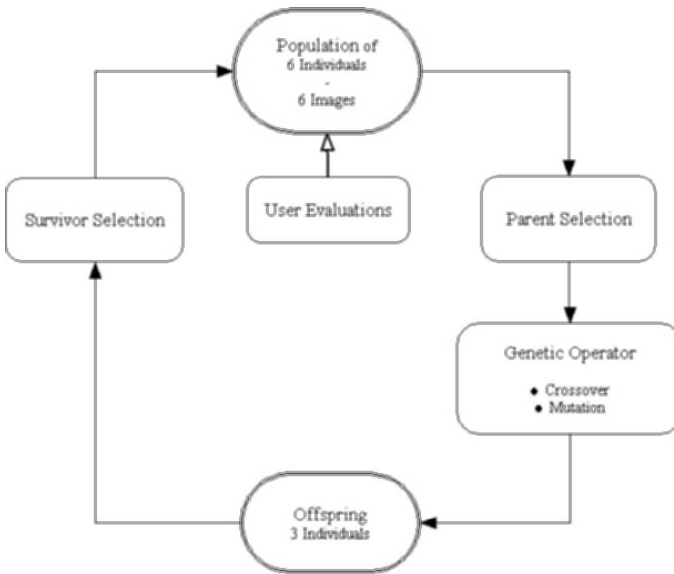 Population of
6 Individuals
-
6 Images
Survivor Selection
User Evaluations
Parent Selection
Genetic Operator
♦ Crossover
♦ Mutation
Offspring
3 Individuals